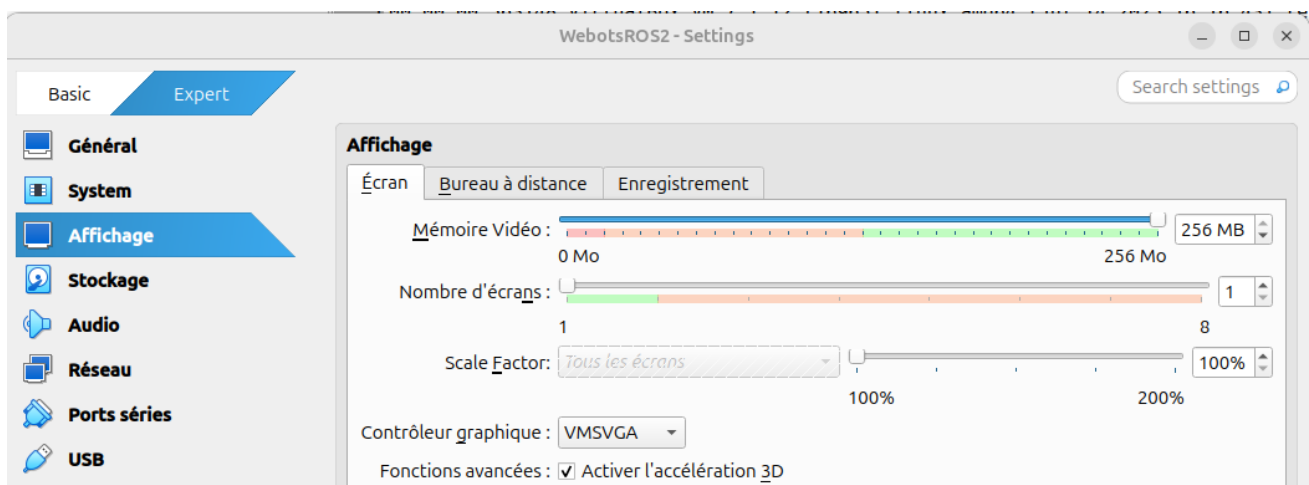 WebotsROS2 - Settings
Basic
Expert
Search settings
Général
System
Affichage
Stockage
Audio
Réseau
Ports séries
USB
Affichage
Écran
Bureau à distance
Enregistrement
Mémoire Vidéo :
256 MB
0 Mo
256 Mo
Nombre d'écrans :
1
1
8
Scale Factor:
Tous les écrans
100%
100%
200%
Contrôleur graphique :
VMSVGA
Fonctions avancées :
Activer l'accélération 3D